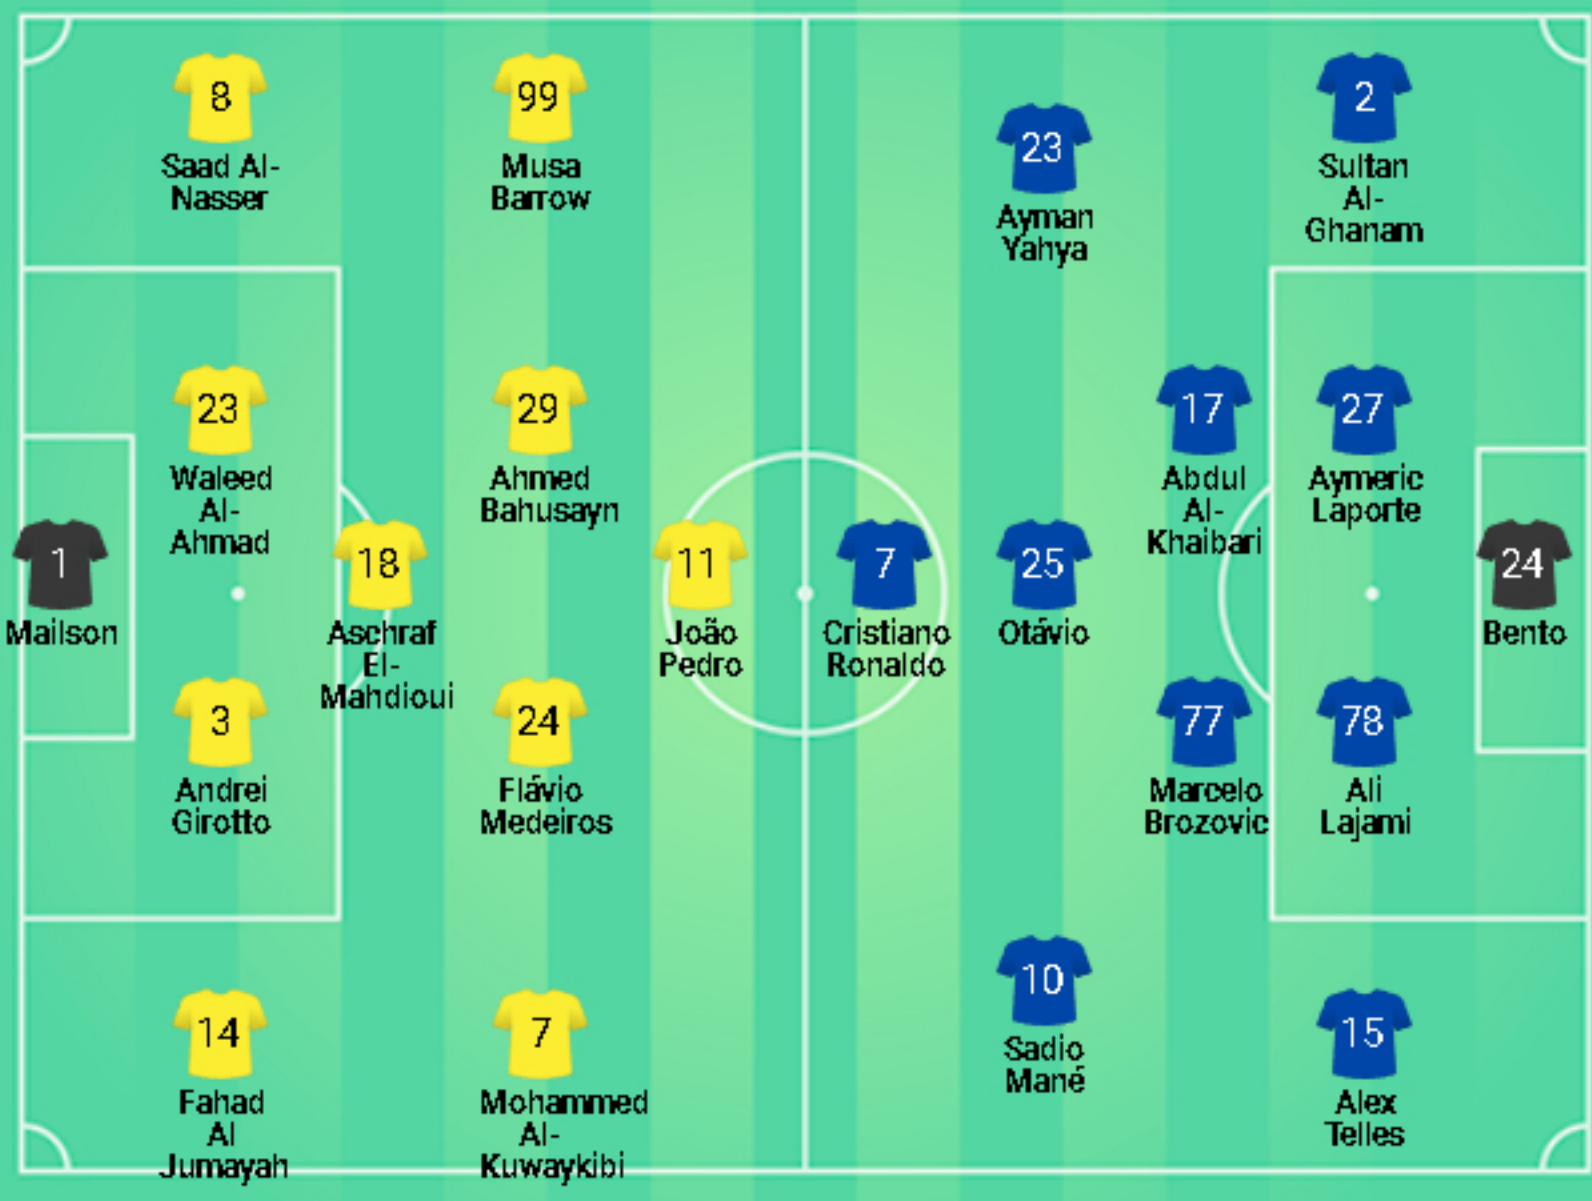 8
Saad Al-
Nasser
99
Musa
Barrow
23
Ayman
Yahya
2
Sultan
Al-
Ghanam
23
Waleed
Al-
Ahmad
29
Ahmed
Bahusayn
17
Abdul
Al-
Khaibari
27
Aymeric
Laporte
1
Mailson
18
Aschraf
El-
Mahdioui
11
João
Pedro
7
Cristiano
Ronaldo
25
Otávio
24
Bento
3
Andrei
Girotto
24
Flávio
Medeiros
77
Marcelo
Brozovic
78
Ali
Lajami
14
Fahad
Al
Jumayah
7
Mohammed
Al-
Kuwaykibi
10
Sadio
Mané
15
Alex
Telles